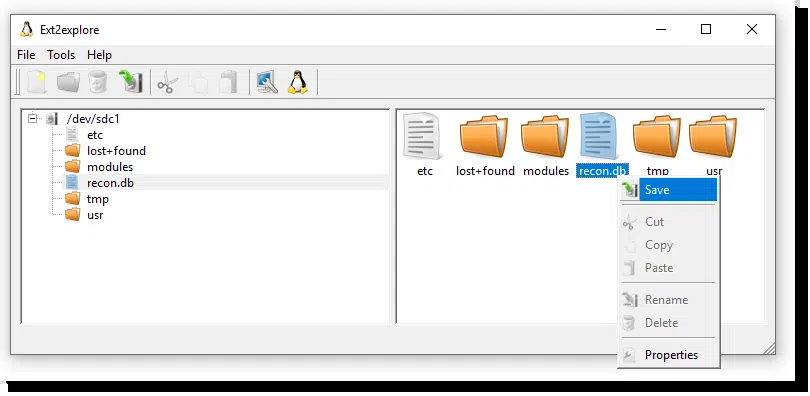 Ext2explore
File Tools Help
/dev/sdc1
etc
lost+found
modules
recon.db
tmp
usr
etc lost+found modules recon.db tmp usr
Save
Cut
Copy
Paste
Rename
Delete
Properties